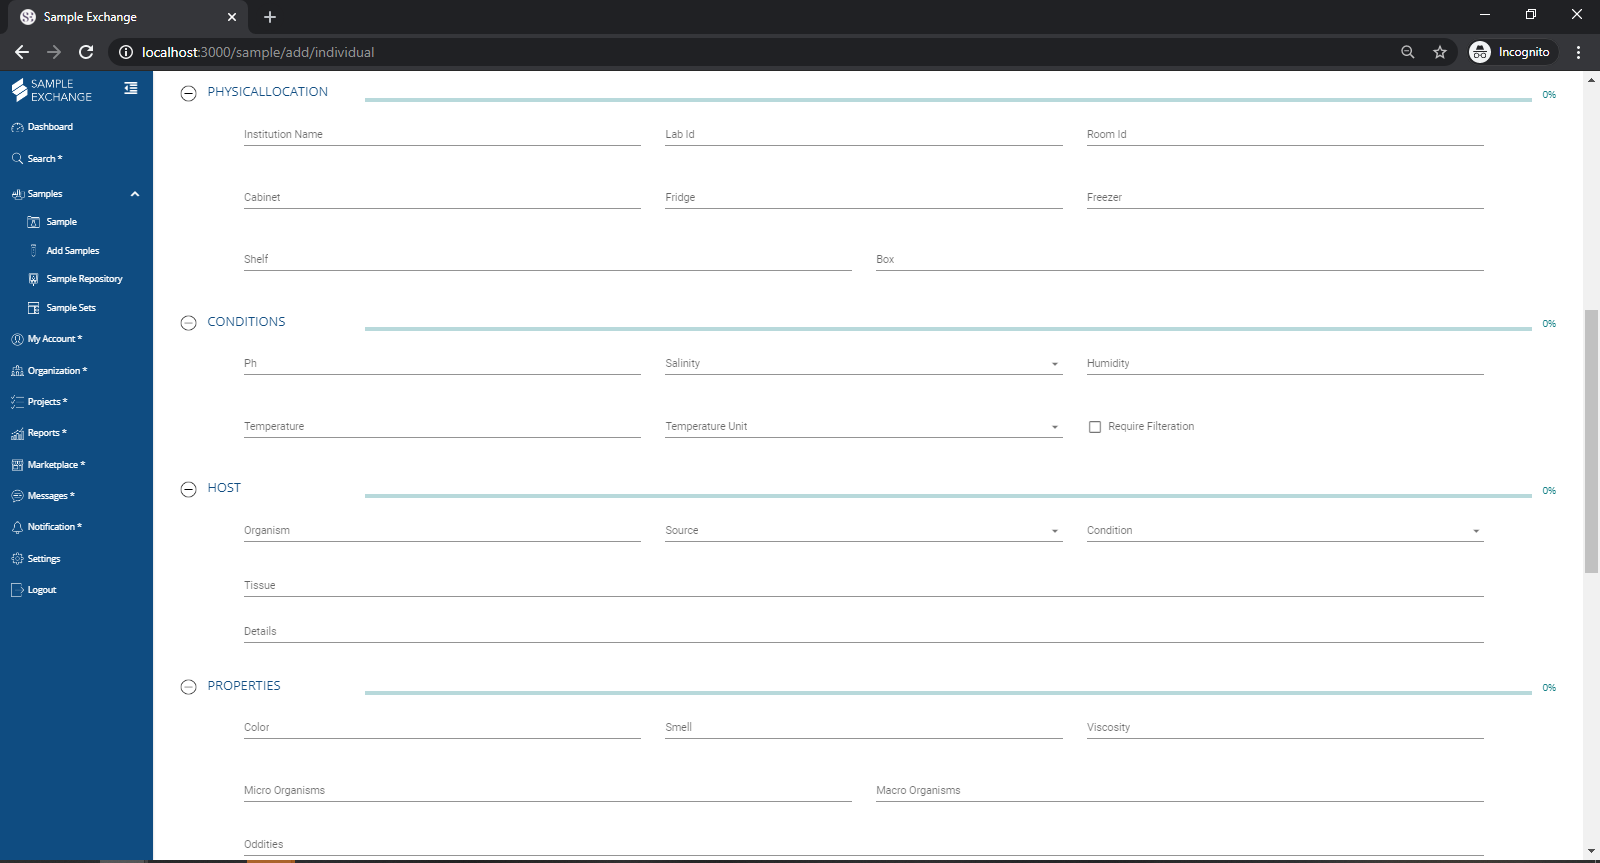 Sample Exchange
localhost:3000/sample/add/individual
Incognito
SAMPLE
EXCHANGE
Dashboard
Search *
Samples
Sample
Add Samples
Sample Repository
Sample Sets
My Account *
Organization *
Projects *
Reports *
Marketplace *
Messages *
Notification *
Settings
Logout
PHYSICALLOCATION 0%
Institution Name Lab Id Room Id
Cabinet Fridge Freezer
Shelf Box
CONDITIONS 0%
Ph Salinity Humidity
Temperature Temperature Unit Require Filteration
HOST 0%
Organism Source Condition
Tissue
Details
PROPERTIES 0%
Color Smell Viscosity
Micro Organisms Macro Organisms
Oddities